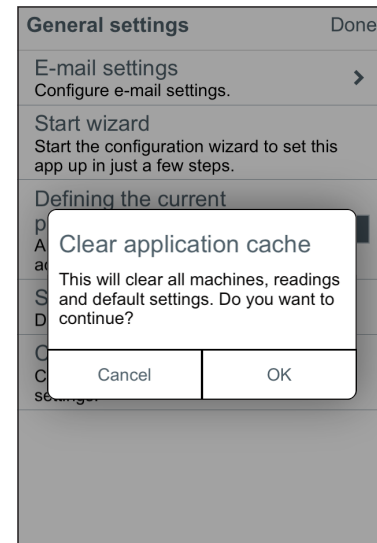 General settings Done
E-mail settings
Configure e-mail settings.
Start wizard
Start the configuration wizard to set this
app up in just a few steps.
Defining the current
Clear application cache
This will clear all machines, readings
and default settings. Do you want to
continue?
Cancel OK